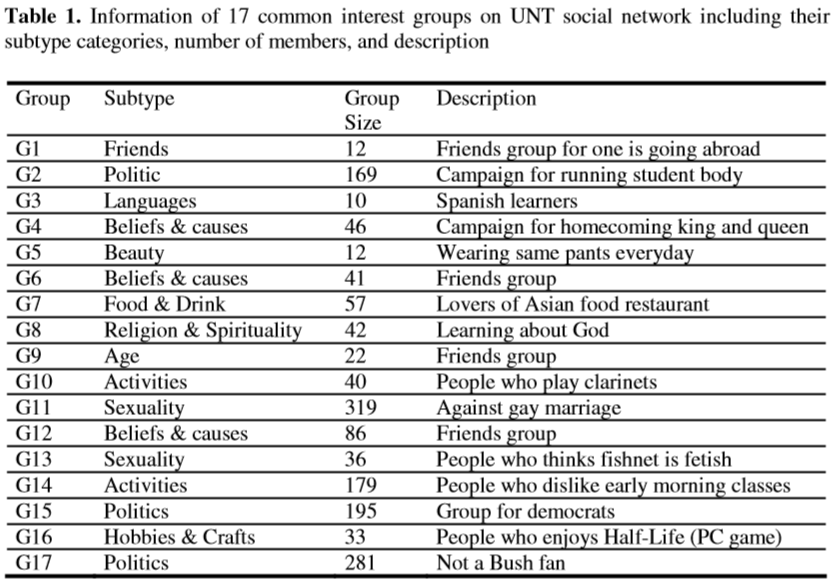 Table 1. Information of 17 common interest groups on UNT social network including their
subtype categories, number of members, and description
Group Subtype Group Size Description
G1 Friends 12 Friends group for one is going abroad
G2 Politic 169 Campaign for running student body
G3 Languages 10 Spanish learners
G4 Beliefs & causes 46 Campaign for homecoming king and queen
G5 Beauty 12 Wearing same pants everyday
G6 Beliefs & causes 41 Friends group
G7 Food & Drink 57 Lovers of Asian food restaurant
G8 Religion & Spirituality 42 Learning about God
G9 Age 22 Friends group
G10 Activities 40 People who play clarinets
G11 Sexuality 319 Against gay marriage
G12 Beliefs & causes 86 Friends group
G13 Sexuality 36 People who thinks fishnet is fetish
G14 Activities 179 People who dislike early morning classes
G15 Politics 195 Group for democrats
G16 Hobbies & Crafts 33 People who enjoys Half-Life (PC game)
G17 Politics 281 Not a Bush fan